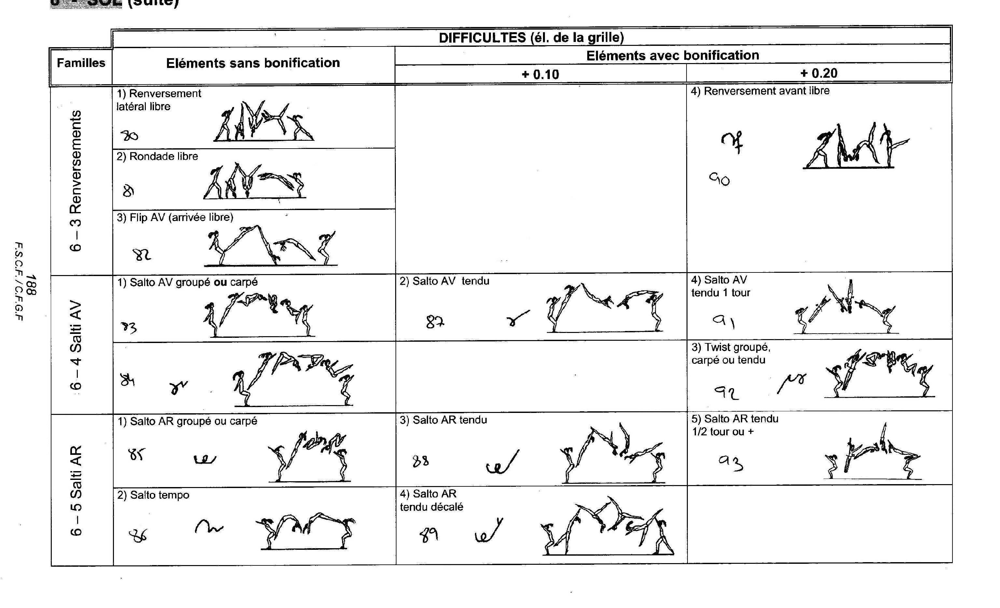 6 - SOL (suite)
DIFFICULTES (él. de la grille)
Familles
Eléments sans bonification
Eléments avec bonification
+ 0.10
+ 0.20
6 – 3 Renversements
1) Renversement
latéral libre
80
4) Renversement avant libre
90
2) Rondade libre
81
3) Flip AV (arrivée libre)
82
6 – 4 Salti AV
1) Salto AV groupé ou carpé
83
2) Salto AV tendu
87
4) Salto AV
tendu 1 tour
91
84
3) Twist groupé,
carpé ou tendu
92
6 – 5 Salti AR
1) Salto AR groupé ou carpé
85
3) Salto AR tendu
88
5) Salto AR tendu
1/2 tour ou +
93
2) Salto tempo
86
4) Salto AR
tendu décalé
89
188
F.S.C.F. / C.F.G.F